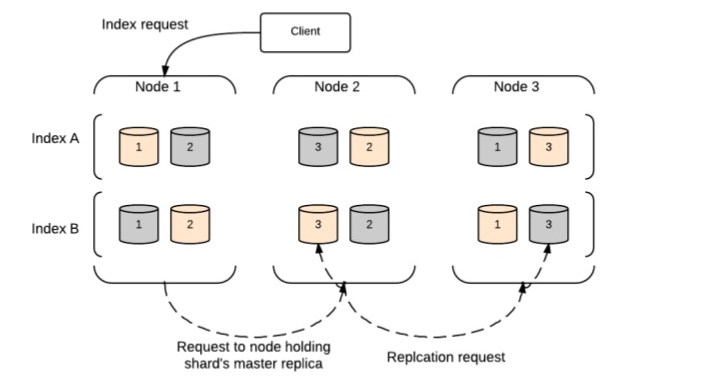 Index request
Client
Node 1
Node 2
Node 3
Index A
1
2
3
2
1
3
Index B
1
2
3
2
1
3
Request to node holding
shard's master replica
Replcation request